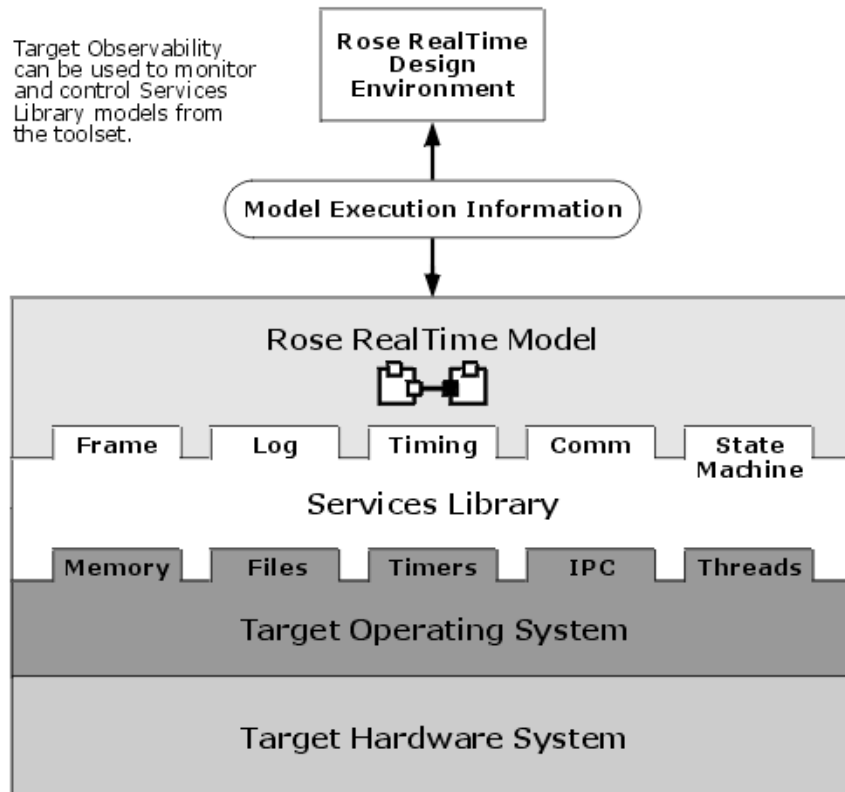 Target Observability
can be used to monitor
and control Services
Library models from
the toolset.
Rose RealTime
Design
Environment
Model Execution Information
Rose RealTime Model
Frame
Log
Timing
Comm
State
Machine
Services Library
Memory
Files
Timers
IPC
Threads
Target Operating System
Target Hardware System